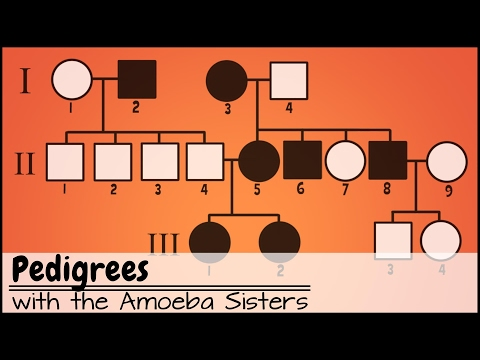 I
1 2 3 4
II
1 2 3 4 5 6 7 8 9
III
1 2 3 4
Pedigrees
with the Amoeba Sisters